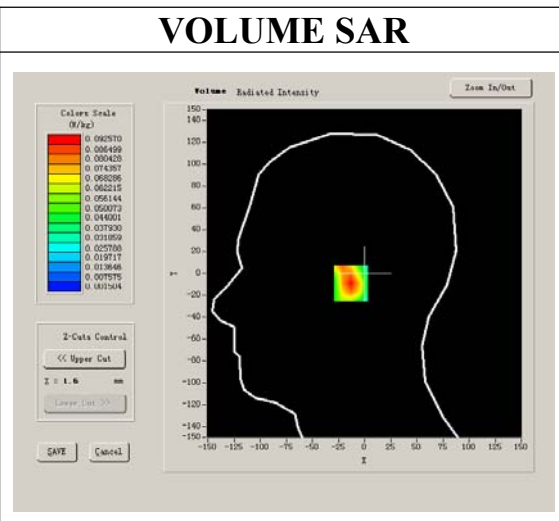 VOLUME SAR
Volume Radiated Intensity
Zoom In/Out
Colors Scale
(W/kg)
0.092570
0.086499
0.080428
0.074357
0.068286
0.062215
0.056144
0.050073
0.044001
0.037930
0.031859
0.025788
0.019717
0.013646
0.007575
0.001504
Z-Cuts Control
<< Upper Cut
Z = 1.6 mm
Lower Cut >>
SAVE Cancel
150
140
120
100
80
60
40
20
0
-20
-40
-60
-80
-100
-120
-140
-150
Y
-150 -125 -100 -75 -50 -25 0 25 50 75 100 125 150
X